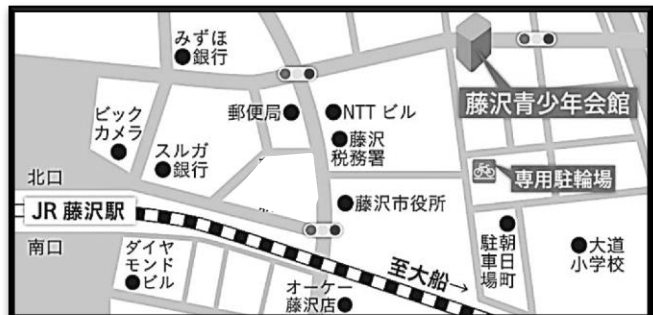 みずほ
銀行
藤沢青少年会館
郵便局
NTT ビル
ビック
カメラ
スルガ
銀行
藤沢
税務署
北口
専用駐輪場
JR 藤沢駅
藤沢市役所
南口
ダイヤ
モンド
ビル
朝日町
駐車場
大道
小学校
至大船→
オーケー
藤沢店